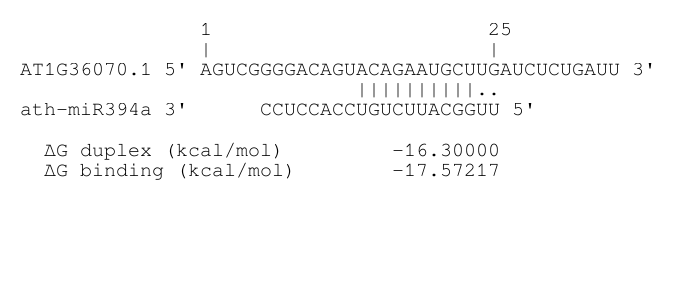 1 25
| |
AT1G36070.1 5' AGUCGGGGACAGUACAGAAUGCUUGAUCUCUGAUU 3'
||||||||||..
ath-miR394a 3' CCUCCACCUGUCUUACGGUU 5'
ΔG duplex (kcal/mol) -16.30000
ΔG binding (kcal/mol) -17.57217